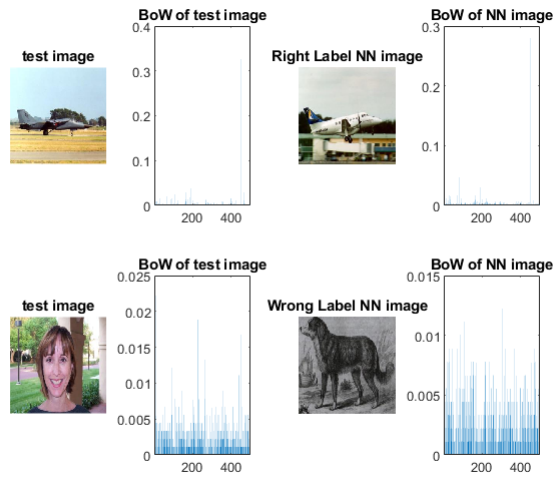 BoW of test image
BoW of NN image
test image
Right Label NN image
0.4
0.3
0.2
0.1
0
200 400
0.3
0.2
0.1
0
200 400
BoW of test image
BoW of NN image
test image
Wrong Label NN image
0.025
0.02
0.015
0.01
0.005
0
200 400
0.015
0.01
0.005
0
200 400